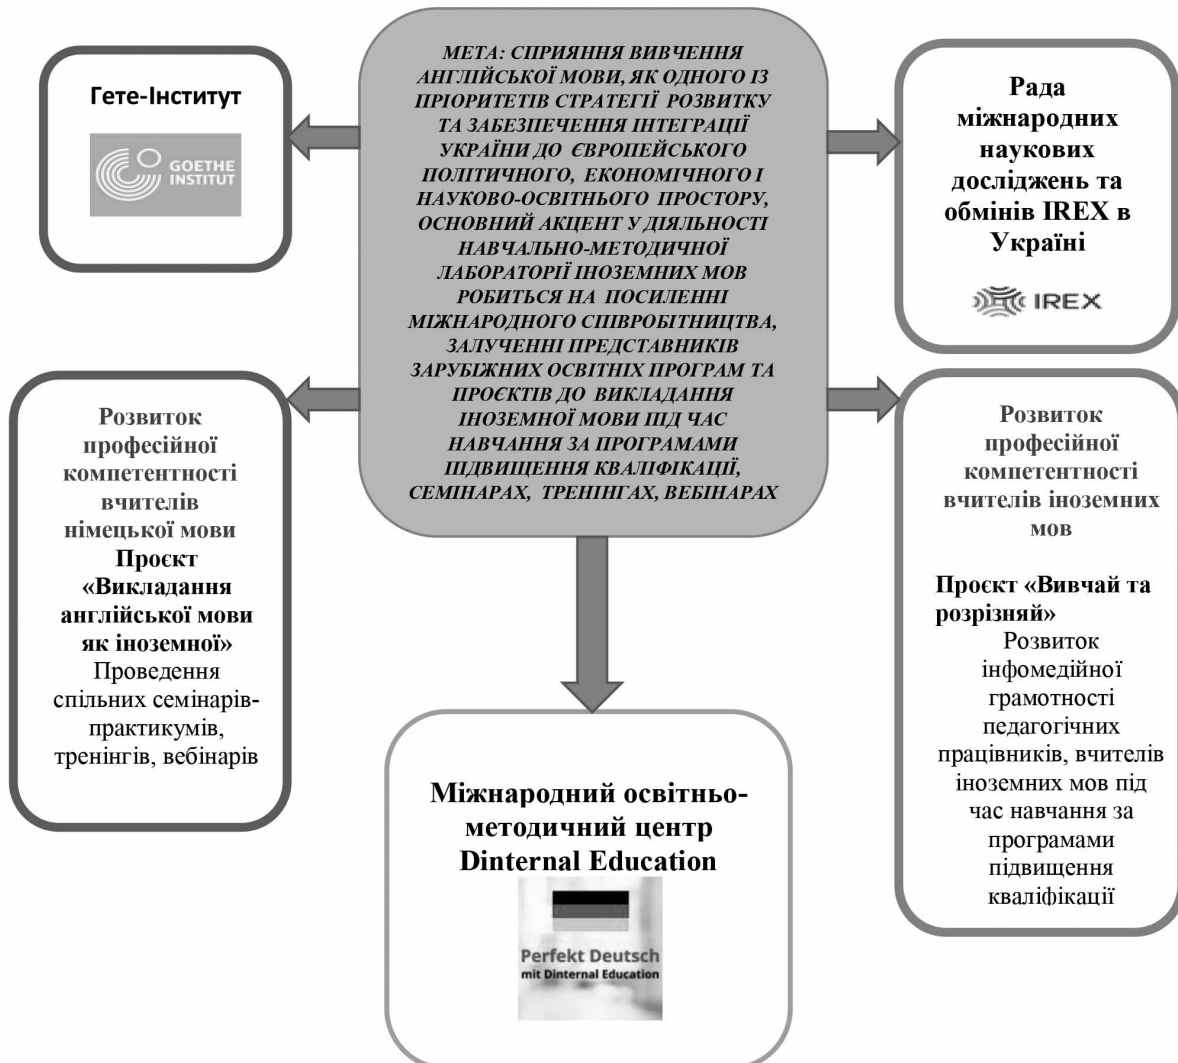 Гете-Інститут
GOETHE
INSTITUT
МЕТА: СПРИЯННЯ ВИВЧЕННЯ
АНГЛІЙСЬКОЇ МОВИ, ЯК ОДНОГО ІЗ
ПРІОРИТЕТІВ СТРАТЕГІЇ РОЗВИТКУ
ТА ЗАБЕЗПЕЧЕННЯ ІНТЕГРАЦІЇ
УКРАЇНИ ДО ЄВРОПЕЙСЬКОГО
ПОЛІТИЧНОГО, ЕКОНОМІЧНОГО І
НАУКОВО-ОСВІТНЬОГО ПРОСТОРУ,
ОСНОВНИЙ АКЦЕНТ У ДІЯЛЬНОСТІ
НАВЧАЛЬНО-МЕТОДИЧНОЇ
ЛАБОРАТОРІЇ ІНОЗЕМНИХ МОВ
РОБИТЬСЯ НА ПОСИЛЕННІ
МІЖНАРОДНОГО СПІВРОБІТНИЦТВА,
ЗАЛУЧЕННІ ПРЕДСТАВНИКІВ
ЗАРУБІЖНИХ ОСВІТНІХ ПРОГРАМ ТА
ПРОЄКТІВ ДО ВИКЛАДАННЯ
ІНОЗЕМНОЇ МОВИ ПІД ЧАС
НАВЧАННЯ ЗА ПРОГРАМАМИ
ПІДВИЩЕННЯ КВАЛІФІКАЦІЇ,
СЕМІНАРАХ, ТРЕНІНГАХ, ВЕБІНАРАХ
Рада
міжнародних
наукових
досліджень та
обмінів IREX в
Україні
IREX
Розвиток
професійної
компетентності
вчителів
німецької мови
Проєкт
«Викладання
англійської мови
як іноземної»
Проведення
спільних семінарів-
практикумів,
тренінгів, вебінарів
Розвиток
професійної
компетентності
вчителів іноземних
мов
Проєкт «Вивчай та
розрізняй»
Розвиток
інфомедійної
грамотності
педагогічних
працівників, вчителів
іноземних мов під
час навчання за
програмами
підвищення
кваліфікації
Міжнародний освітньо-
методичний центр
Dinternal Education
Perfekt Deutsch
mit Dinternal Education